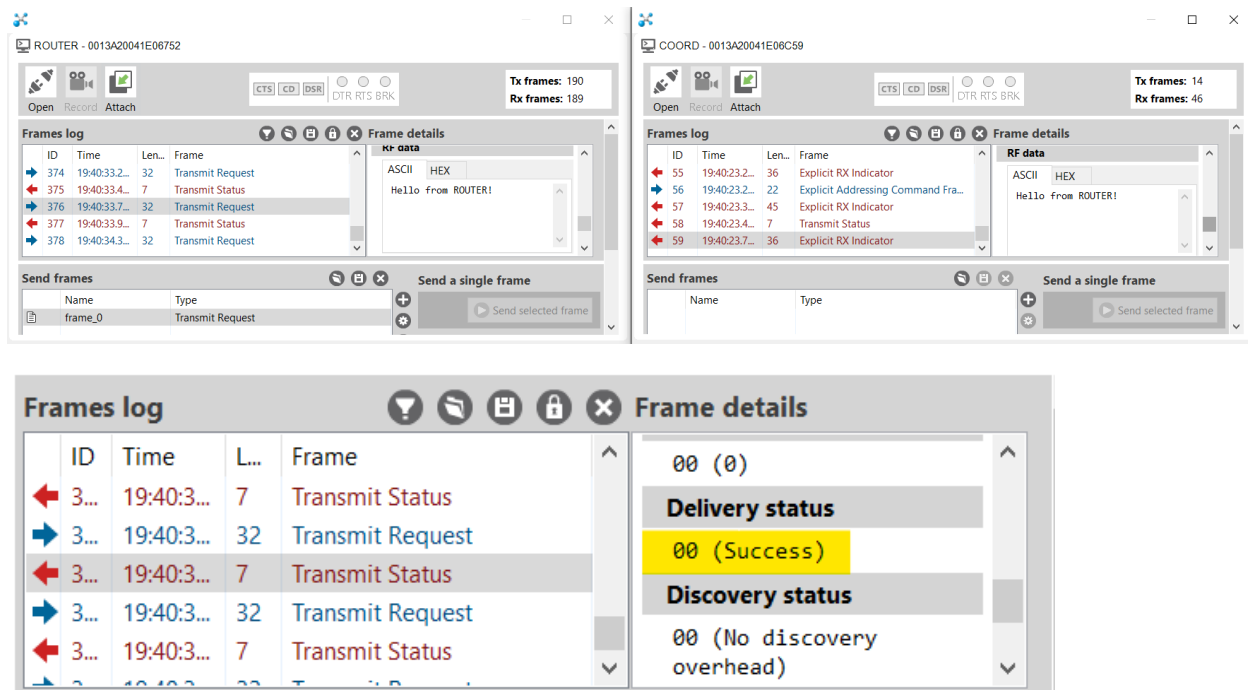 ROUTER - 0013A20041E06752
Open Record Attach
CTS CD DSR
DTR RTS BRK
Tx frames: 190
Rx frames: 189
Frames log
ID Time Len... Frame
374 19:40:33.2... 32 Transmit Request
375 19:40:33.4... 7 Transmit Status
376 19:40:33.7... 32 Transmit Request
377 19:40:33.9... 7 Transmit Status
378 19:40:34.3... 32 Transmit Request
Frame details
RF data
ASCII HEX
Hello from ROUTER!
Send frames
Name Type
frame_0 Transmit Request
Send a single frame
Send selected frame
COORD - 0013A20041E06C59
Open Record Attach
CTS CD DSR
DTR RTS BRK
Tx frames: 14
Rx frames: 46
Frames log
ID Time Len... Frame
55 19:40:23.2... 36 Explicit RX Indicator
56 19:40:23.2... 22 Explicit Addressing Command Fra...
57 19:40:23.3... 45 Explicit RX Indicator
58 19:40:23.4... 7 Transmit Status
59 19:40:23.7... 36 Explicit RX Indicator
Frame details
RF data
ASCII HEX
Hello from ROUTER!
Send frames
Name Type
Send a single frame
Send selected frame
Frames log
ID Time L... Frame
3... 19:40:3... 7 Transmit Status
3... 19:40:3... 32 Transmit Request
3... 19:40:3... 7 Transmit Status
3... 19:40:3... 32 Transmit Request
3... 19:40:3... 7 Transmit Status
Frame details
00 (0)
Delivery status
00 (Success)
Discovery status
00 (No discovery
overhead)